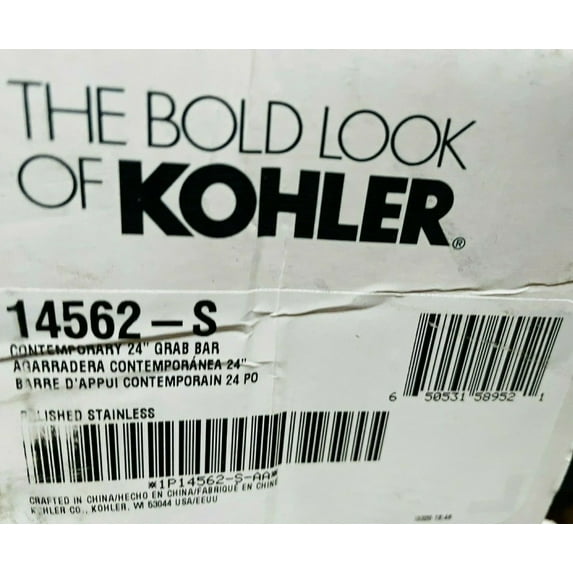 THE BOLD LOOK
OF KOHLER®
14562-S
CONTEMPORARY 24" GRAB BAR
AGARRADERA CONTEMPORÁNEA 24"
BARRE D'APPUI CONTEMPORAIN 24 PO
6 50531 58952 1
POLISHED STAINLESS
*1P14562-S-AA*
CRAFTED IN CHINA/HECHO EN CHINA/FABRIQUÉ EN CHINE
KOHLER CO., KOHLER, WI 53044 USA/EEUU